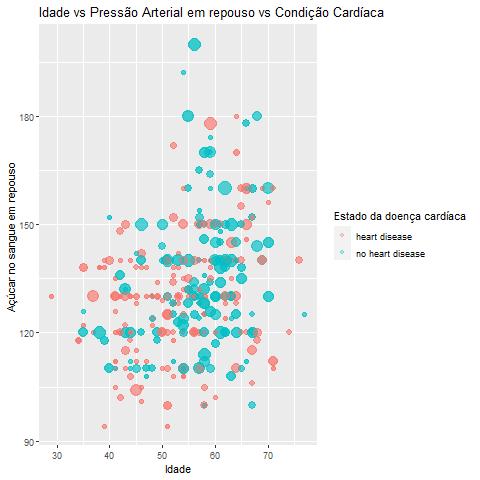 Idade vs Pressão Arterial em repouso vs Condição Cardíaca
Açúcar no sangue em repouso
180
150
120
90
30
40
50
60
70
Idade
Estado da doença cardíaca
heart disease
no heart disease